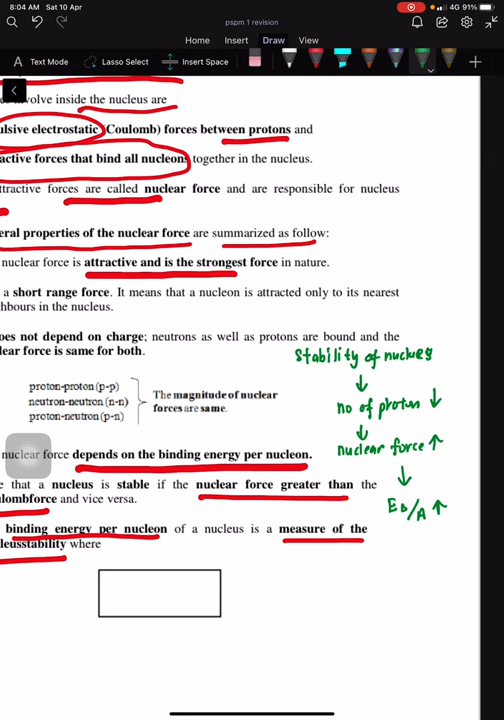 8:04 AM Sat 10 Apr
4G 91%
pspm 1 revision
Home Insert Draw View
Text Mode Lasso Select Insert Space
involve inside the nucleus are
ulsive electrostatic (Coulomb) forces between protons and
active forces that bind all nucleons together in the nucleus.
ttractive forces are called nuclear force and are responsible for nucleus
eral properties of the nuclear force are summarized as follow:
nuclear force is attractive and is the strongest force in nature.
a short range force. It means that a nucleon is attracted only to its nearest
hbours in the nucleus.
oes not depend on charge; neutrons as well as protons are bound and the
lear force is same for both.
Stability of nucleus
↓
no of proton ↓
↓
nuclear force ↑
↓
EB/A ↑
proton-proton (p-p)
neutron-neutron (n-n)
proton-neutron (p-n)
The magnitude of nuclear
forces are same.
nuclear force depends on the binding energy per nucleon.
e that a nucleus is stable if the nuclear force greater than the
ulombforce and vice versa.
binding energy per nucleon of a nucleus is a measure of the
leusstability where